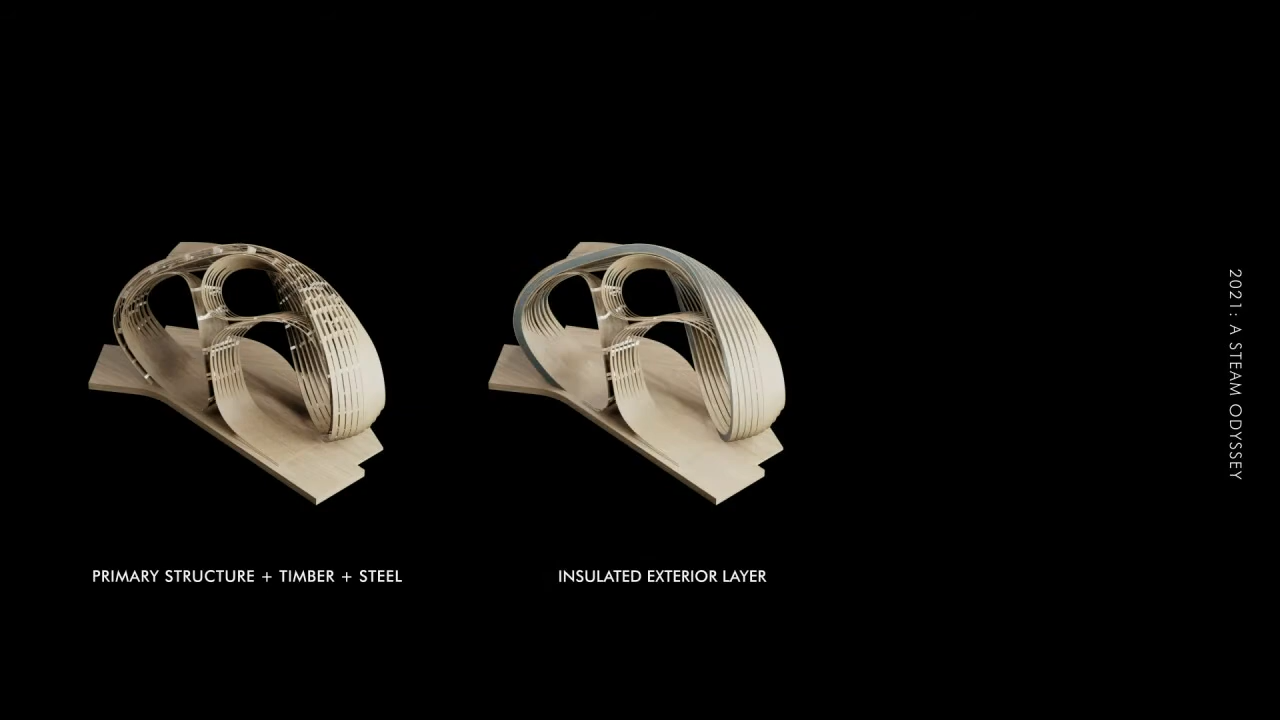 PRIMARY STRUCTURE + TIMBER + STEEL
INSULATED EXTERIOR LAYER
2021: A STEAM ODYSSEY